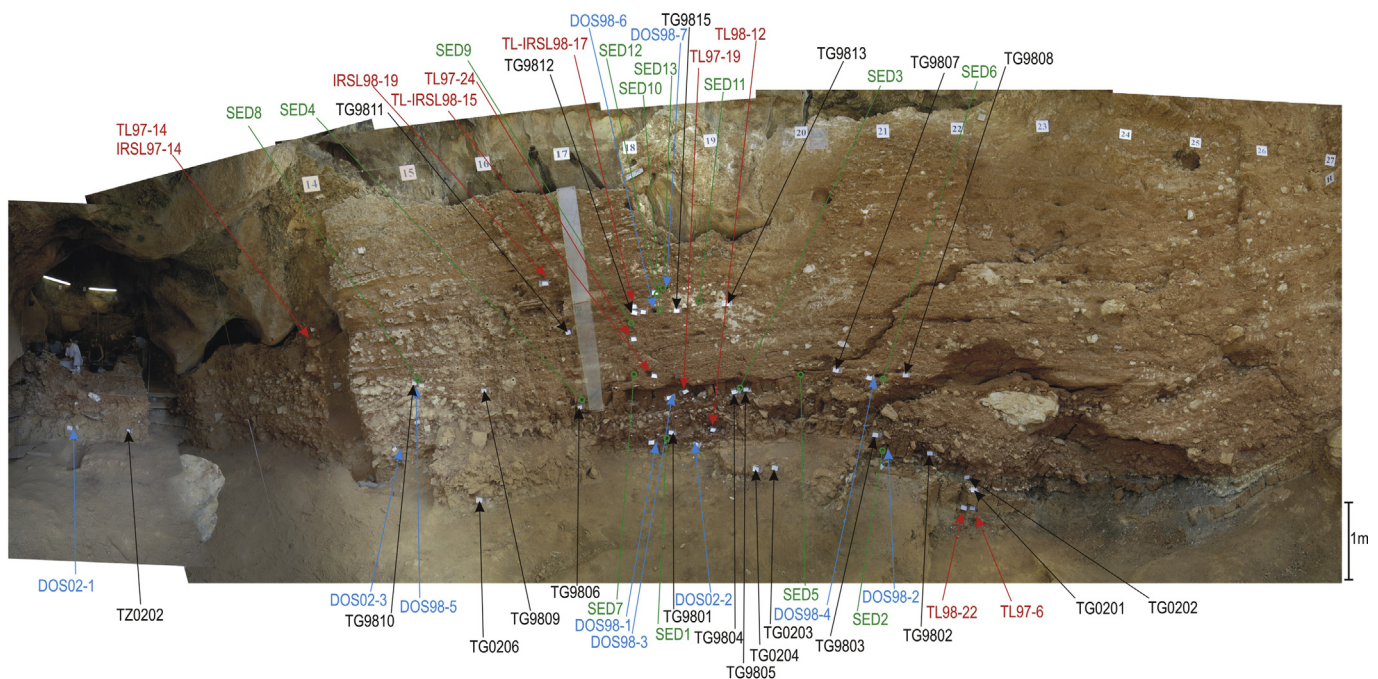 DOS98-6
TG9815
DOS98-7
TL98-12
TL-IRSL98-17
SED12
TL97-19
SED9
TG9812
SED13
TG9813
TG9807
TG9808
SED3
SED6
IRSL98-19
TL97-24
SED10
SED11
TL-IRSL98-15
SED8
SED4
TG9811
TL97-14
IRSL97-14
14
15
16
17
18
19
20
21
22
23
24
25
26
27
11
1m
DOS02-1
TZ0202
DOS02-3
DOS98-5
TG9810
TG0206
TG9809
TG9806
SED7
DOS98-1
DOS98-3
SED1
TG9801
DOS02-2
TG9804
TG9805
TG0204
TG0203
SED5
DOS98-4
TG9803
SED2
DOS98-2
TG9802
TL98-22
TL97-6
TG0201
TG0202